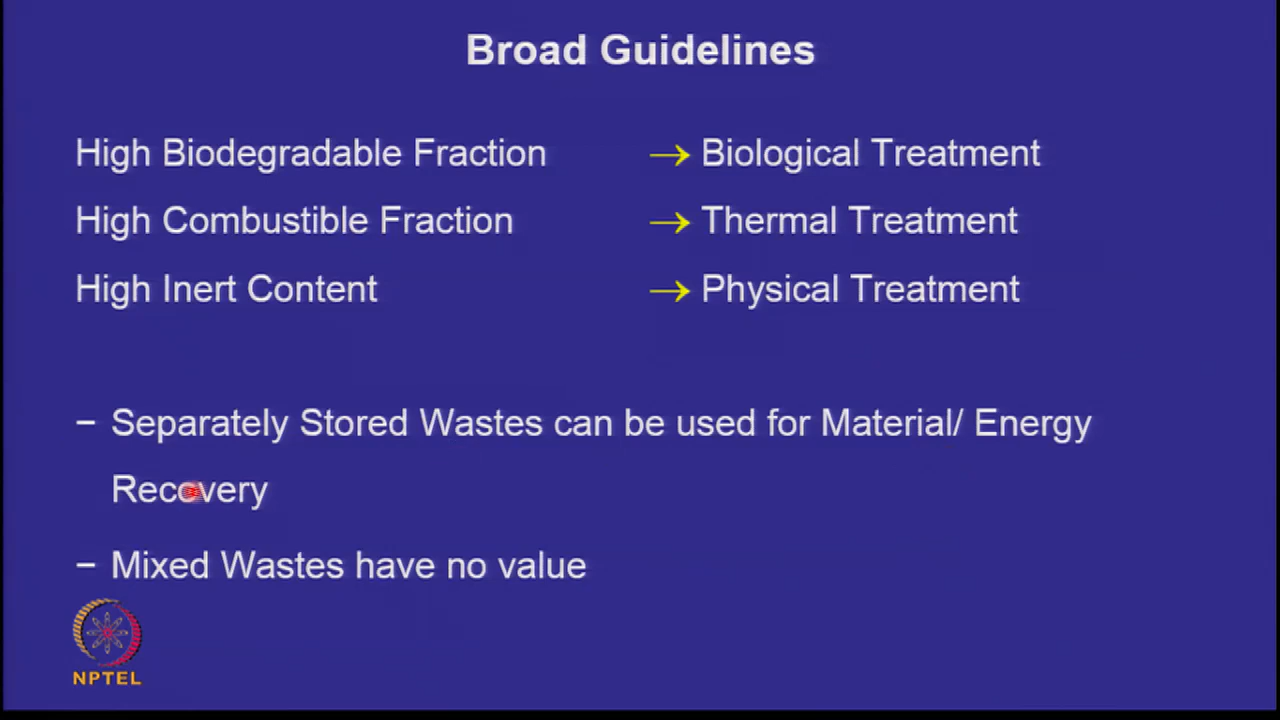 Broad Guidelines
High Biodegradable Fraction → Biological Treatment
High Combustible Fraction → Thermal Treatment
High Inert Content → Physical Treatment
− Separately Stored Wastes can be used for Material/ Energy
Recovery
− Mixed Wastes have no value
NPTEL